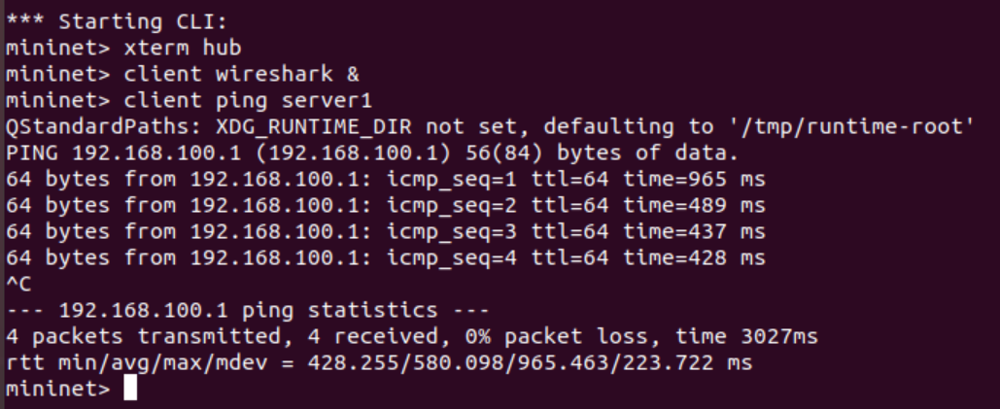 *** Starting CLI:
mininet> xterm hub
mininet> client wireshark &
mininet> client ping server1
QStandardPaths: XDG_RUNTIME_DIR not set, defaulting to '/tmp/runtime-root'
PING 192.168.100.1 (192.168.100.1) 56(84) bytes of data.
64 bytes from 192.168.100.1: icmp_seq=1 ttl=64 time=965 ms
64 bytes from 192.168.100.1: icmp_seq=2 ttl=64 time=489 ms
64 bytes from 192.168.100.1: icmp_seq=3 ttl=64 time=437 ms
64 bytes from 192.168.100.1: icmp_seq=4 ttl=64 time=428 ms
^C
--- 192.168.100.1 ping statistics ---
4 packets transmitted, 4 received, 0% packet loss, time 3027ms
rtt min/avg/max/mdev = 428.255/580.098/965.463/223.722 ms
mininet>